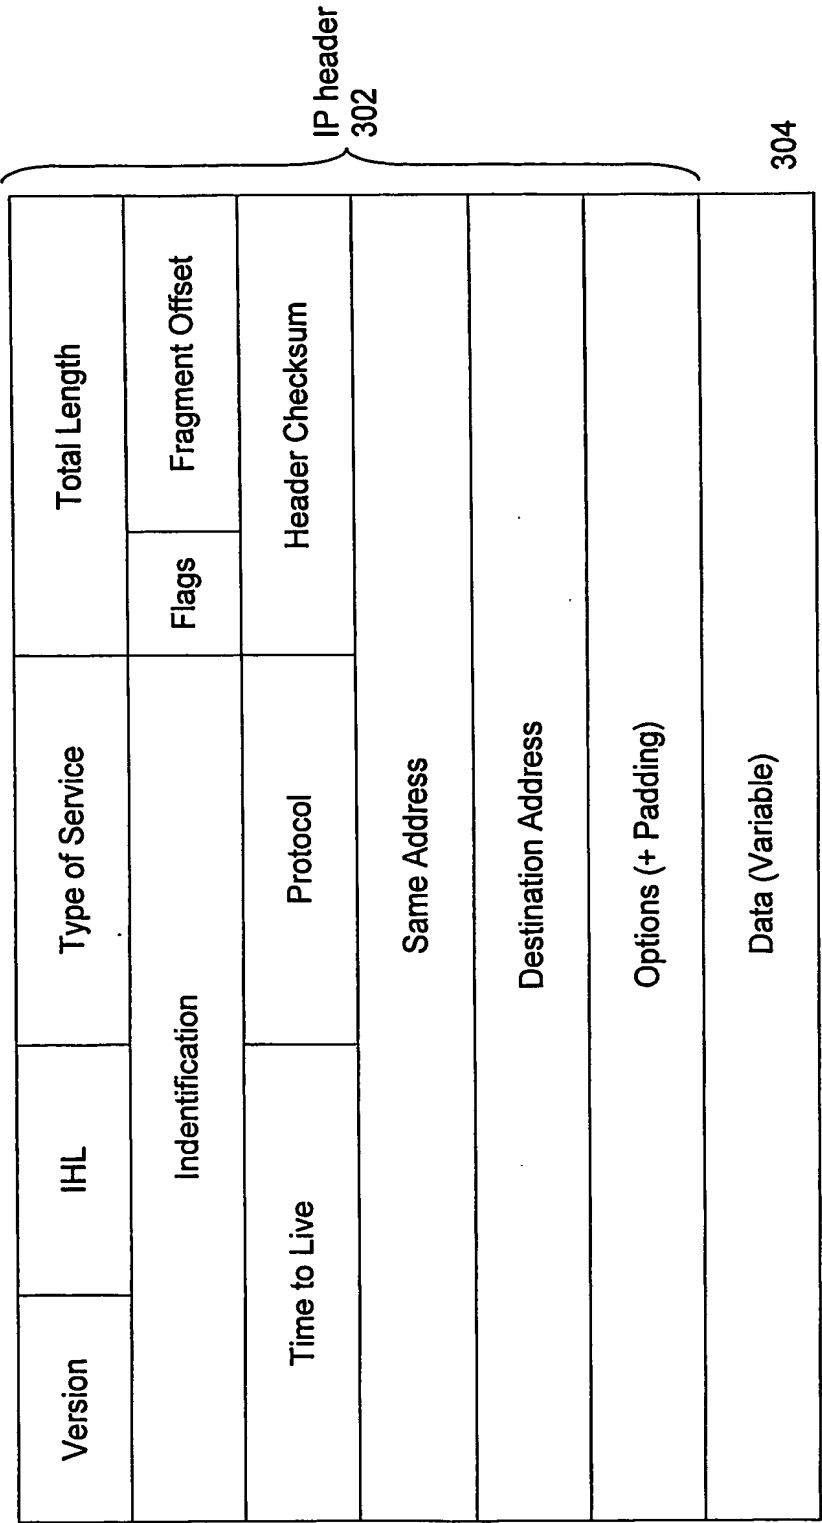 Version
IHL
Type of Service
Total Length
Indentification
Flags
Fragment Offset
Time to Live
Protocol
Header Checksum
Same Address
Destination Address
Options (+ Padding)
Data (Variable)
IP header
302
304